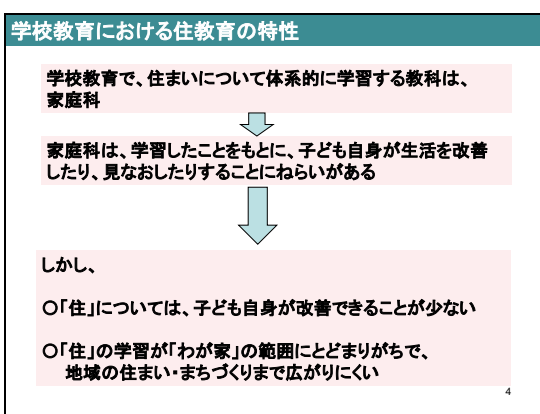 学校教育における住教育の特性
学校教育で、住まいについて体系的に学習する教科は、
家庭科
家庭科は、学習したことをもとに、子ども自身が生活を改善
したり、見なおしたりすることにねらいがある
しかし、
○「住」については、子ども自身が改善できることが少ない
○「住」の学習が「わが家」の範囲にとどまりがちで、
地域の住まい・まちづくりまで広がりにくい
4